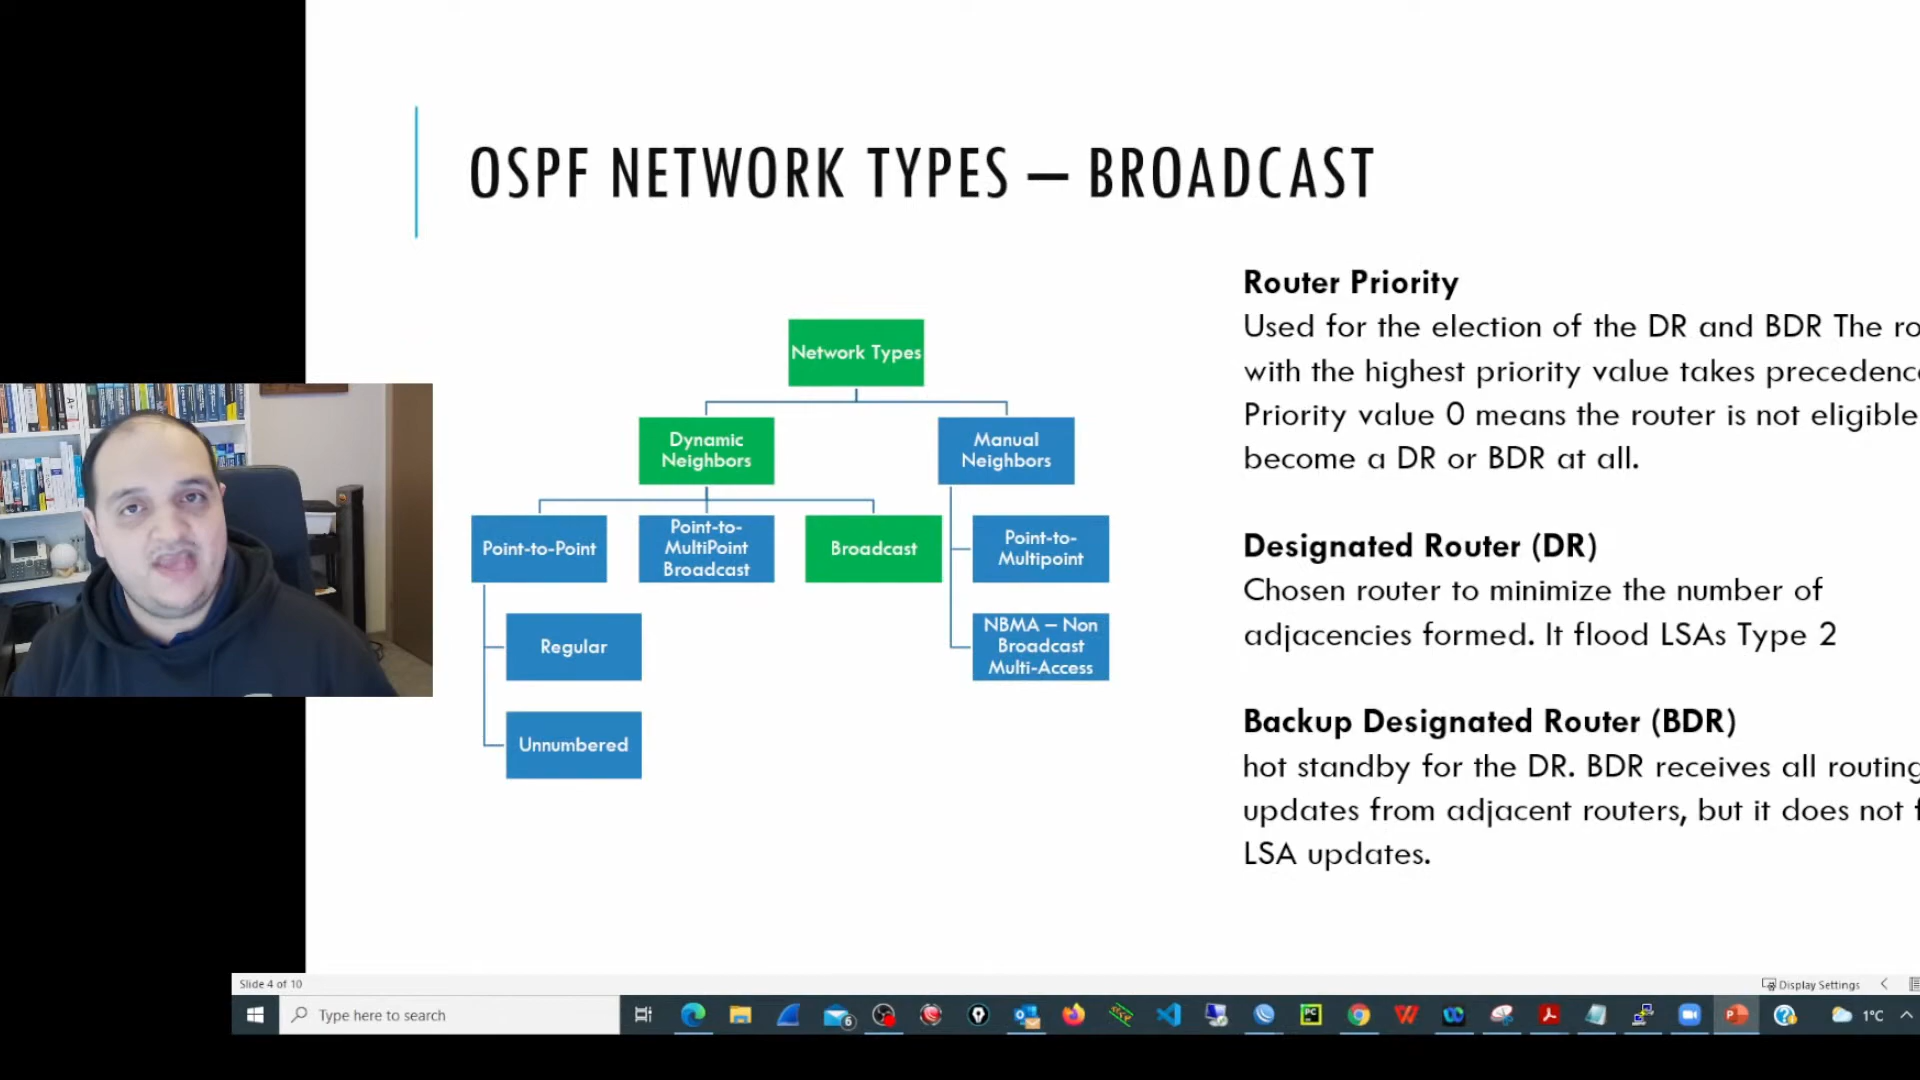 OSPF NETWORK TYPES – BROADCAST
Network Types
Dynamic
Neighbors
Manual
Neighbors
Point-to-Point
Point-to-
MultiPoint
Broadcast
Broadcast
Point-to-
Multipoint
Regular
NBMA – Non
Broadcast
Multi-Access
Unnumbered
Router Priority
Used for the election of the DR and BDR The
with the highest priority value takes
Priority value 0 means the router is not eligible
become a DR or BDR at all.
Designated Router (DR)
Chosen router to minimize the number of
adjacencies formed. It flood LSAs Type 2
Backup Designated Router (BDR)
hot standby for the DR. BDR receives all routing
updates from adjacent routers, but it does not
LSA updates.
Slide 4 of 10
Display Settings
Type here to search
6
PC
1°C